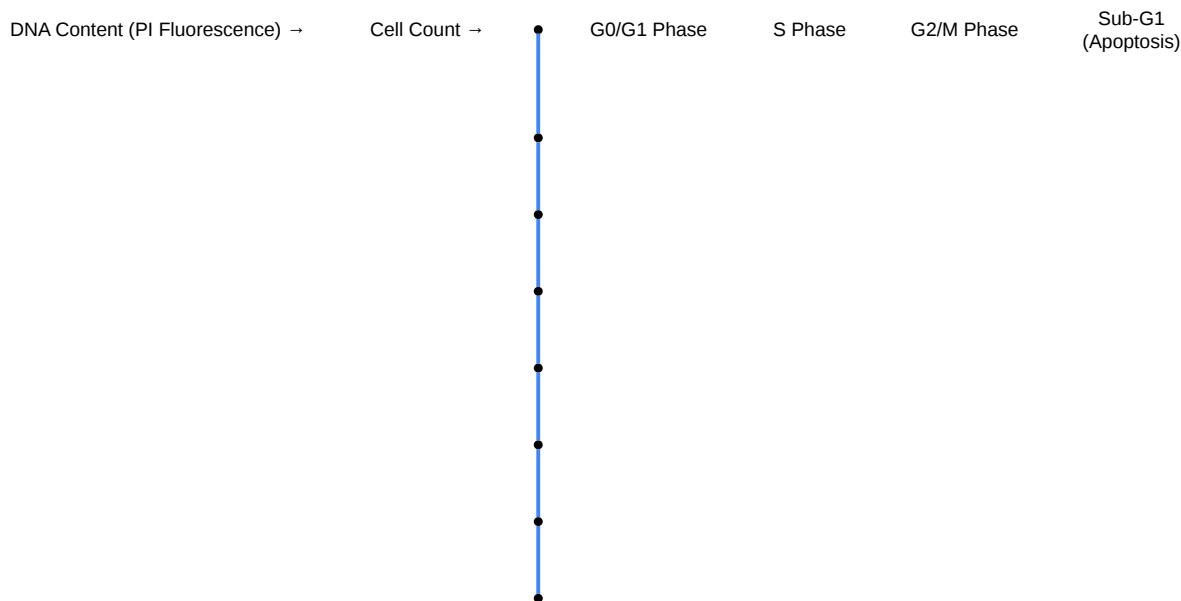 DNA Content (PI Fluorescence) →
Cell Count →
G0/G1 Phase
S Phase
G2/M Phase
Sub-G1
(Apoptosis)